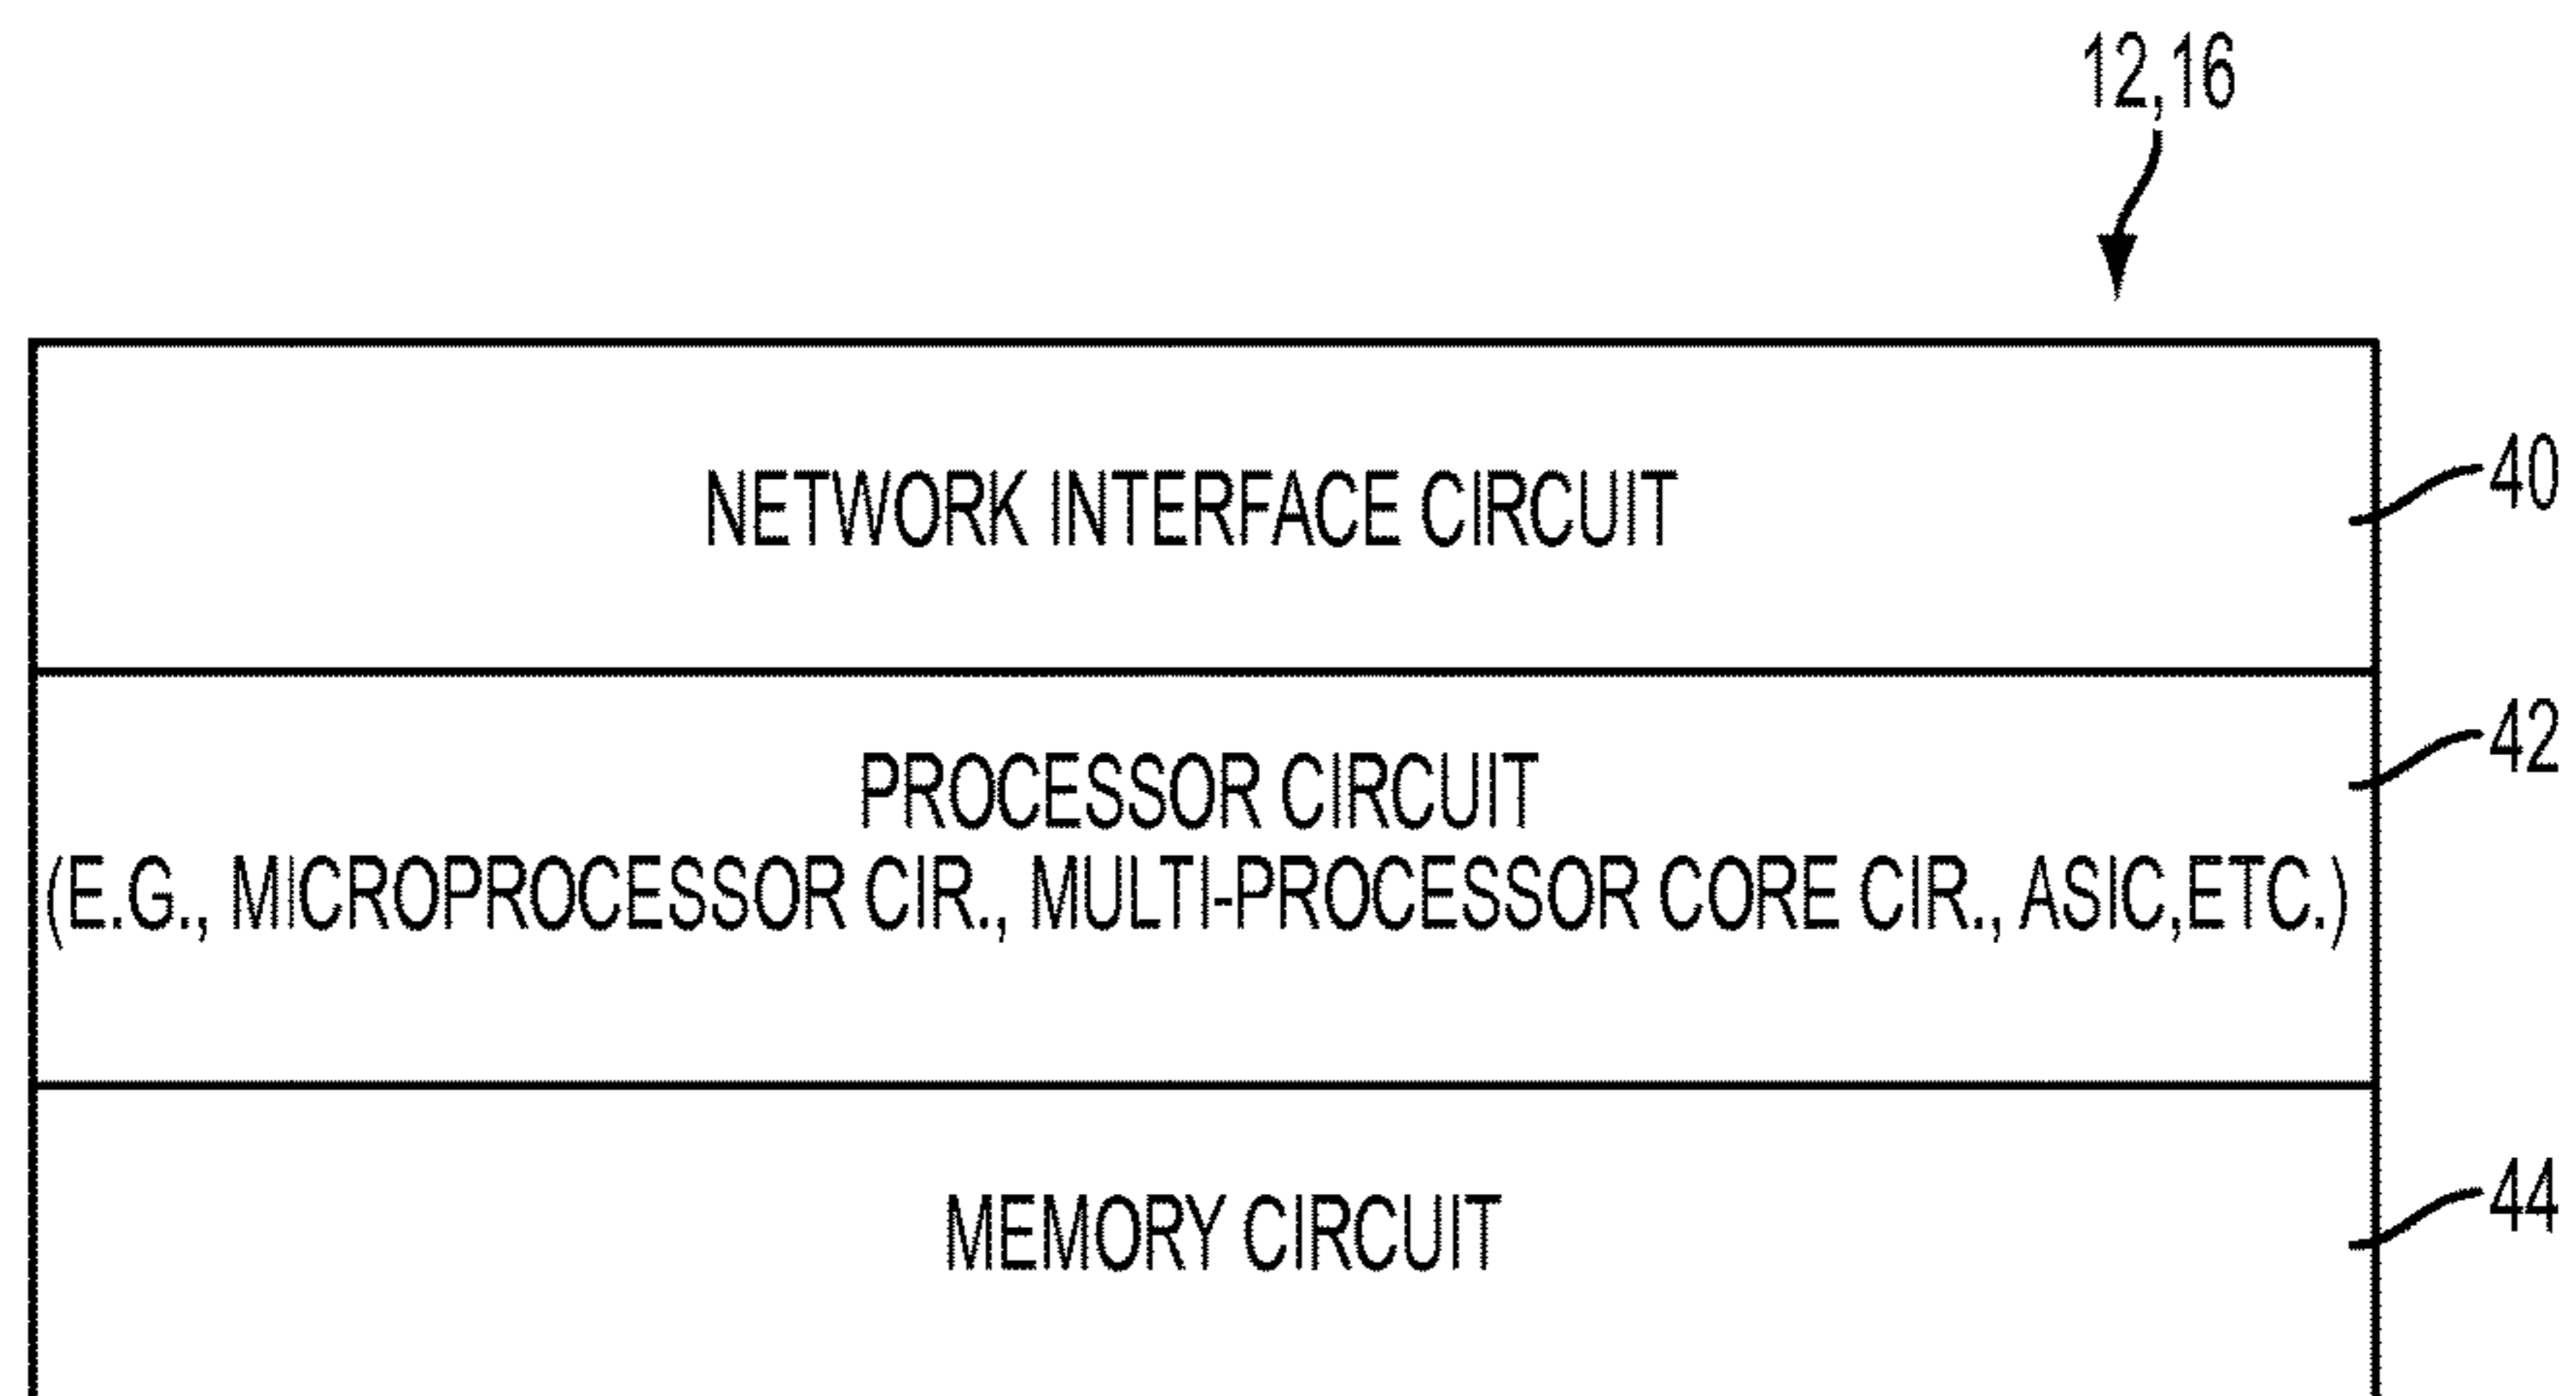 12,16
NETWORK INTERFACE CIRCUIT
40
PROCESSOR CIRCUIT
42
(E.G., MICROPROCESSOR CIR., MULTI-PROCESSOR CORE CIR., ASIC,ETC.)
MEMORY CIRCUIT
44